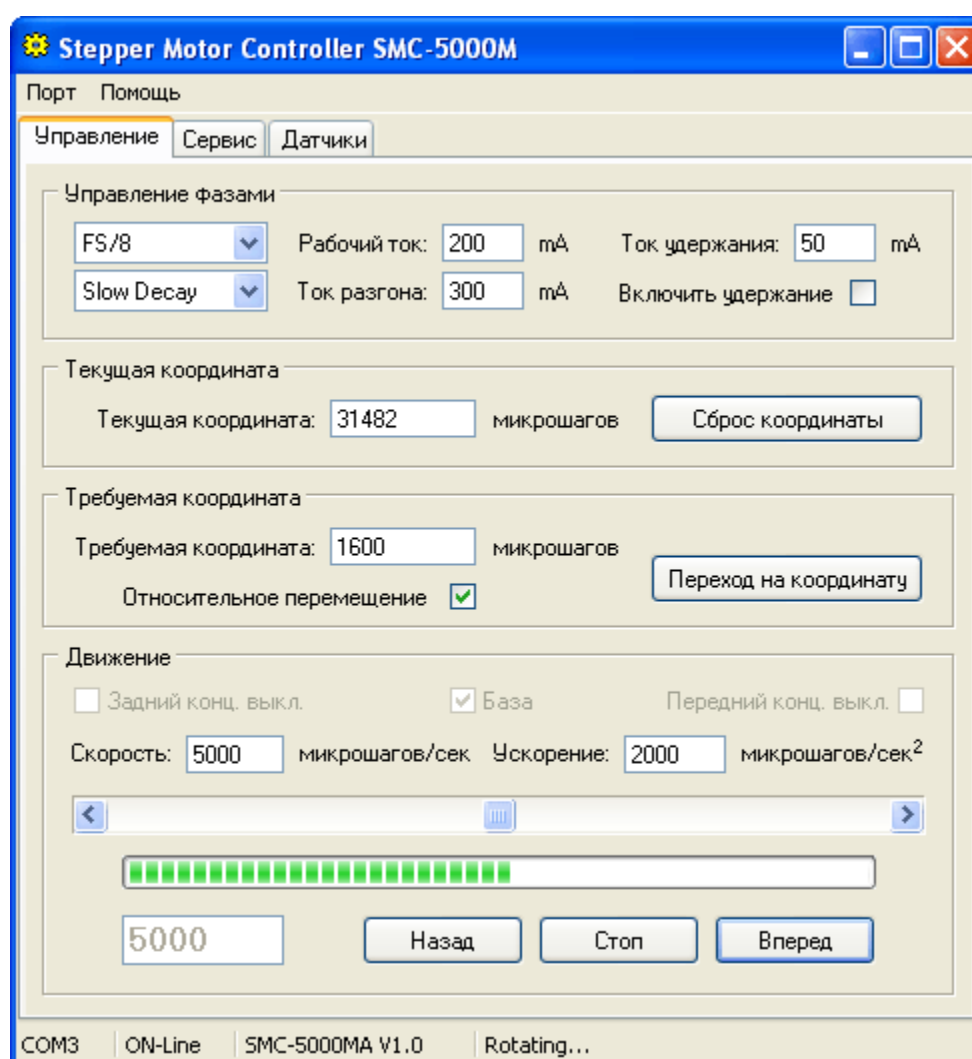 Stepper Motor Controller SMC-5000M
Порт Помощь
Управление Сервис Датчики
Управление фазами
FS/8 Рабочий ток: 200 mA Ток удержания: 50 mA
Slow Decay Ток разгона: 300 mA Включить удержание
Текущая координата
Текущая координата: 31482 микрошагов Сброс координаты
Требуемая координата
Требуемая координата: 1600 микрошагов
Переход на координату
Относительное перемещение
Движение
Задний конц. выкл. База Передний конц. выкл.
Скорость: 5000 микрошагов/сек Ускорение: 2000 микрошагов/сек²
5000 Назад Стоп Вперед
COM3 ON-Line SMC-5000MA V1.0 Rotating...